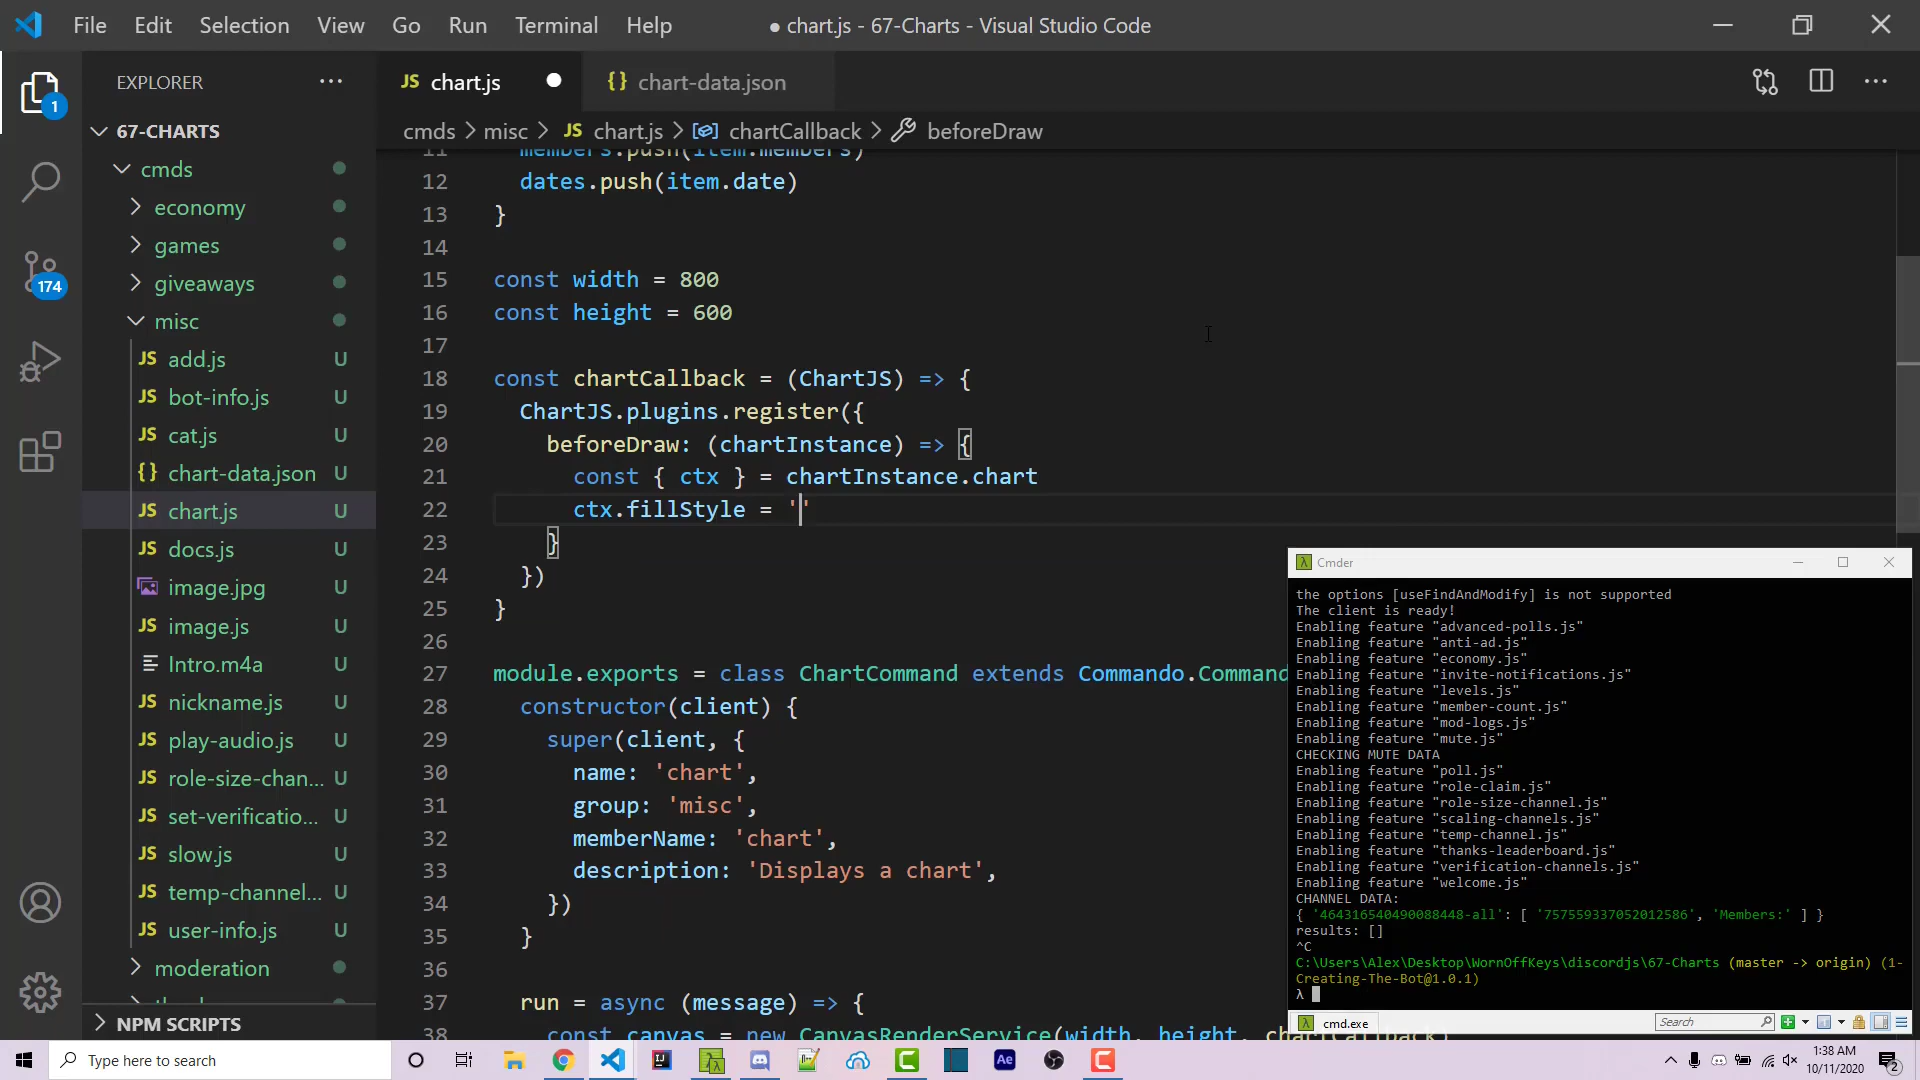 File Edit Selection View Go Run Terminal Help
● chart.js - 67-Charts - Visual Studio Code
EXPLORER
67-CHARTS
cmds
economy
games
giveaways
misc
JS add.js U
JS bot-info.js U
JS cat.js U
{} chart-data.json U
JS chart.js U
JS docs.js U
image.jpg U
JS image.js U
Intro.m4a U
JS nickname.js U
JS play-audio.js U
JS role-size-chan... U
JS set-verificatio... U
JS slow.js U
JS temp-channel... U
JS user-info.js U
moderation
NPM SCRIPTS
1
174
JS chart.js
{} chart-data.json
cmds > misc > JS chart.js > chartCallback > beforeDraw
11 members.push(item.members)
12 dates.push(item.date)
13 }
14
15 const width = 800
16 const height = 600
17
18 const chartCallback = (ChartJS) => {
19 ChartJS.plugins.register({
20 beforeDraw: (chartInstance) => {
21 const { ctx } = chartInstance.chart
22 ctx.fillStyle = ''
23 }
24 })
25 }
26
27 module.exports = class ChartCommand extends Commando.Command
28 constructor(client) {
29 super(client, {
30 name: 'chart',
31 group: 'misc',
32 memberName: 'chart',
33 description: 'Displays a chart',
34 })
35 }
36
37 run = async (message) => {
38 const canvas = new CanvasRenderService(width, height, chartCallback)
Cmder
the options [useFindAndModify] is not supported
The client is ready!
Enabling feature "advanced-polls.js"
Enabling feature "anti-ad.js"
Enabling feature "economy.js"
Enabling feature "invite-notifications.js"
Enabling feature "levels.js"
Enabling feature "member-count.js"
Enabling feature "mod-logs.js"
Enabling feature "mute.js"
CHECKING MUTE DATA
Enabling feature "poll.js"
Enabling feature "role-claim.js"
Enabling feature "role-size-channel.js"
Enabling feature "scaling-channels.js"
Enabling feature "temp-channel.js"
Enabling feature "thanks-leaderboard.js"
Enabling feature "verification-channels.js"
Enabling feature "welcome.js"
CHANNEL DATA:
{ '464316540490088448-all': [ '757559337052012586', 'Members:' ] }
results: []
^C
C:\Users\Alex\Desktop\WornOffKeys\discordjs\67-Charts (master -> origin) (1-
Creating-The-Bot@1.0.1)
λ
cmd.exe
Search
Type here to search
Ae
1:38 AM
10/11/2020
2